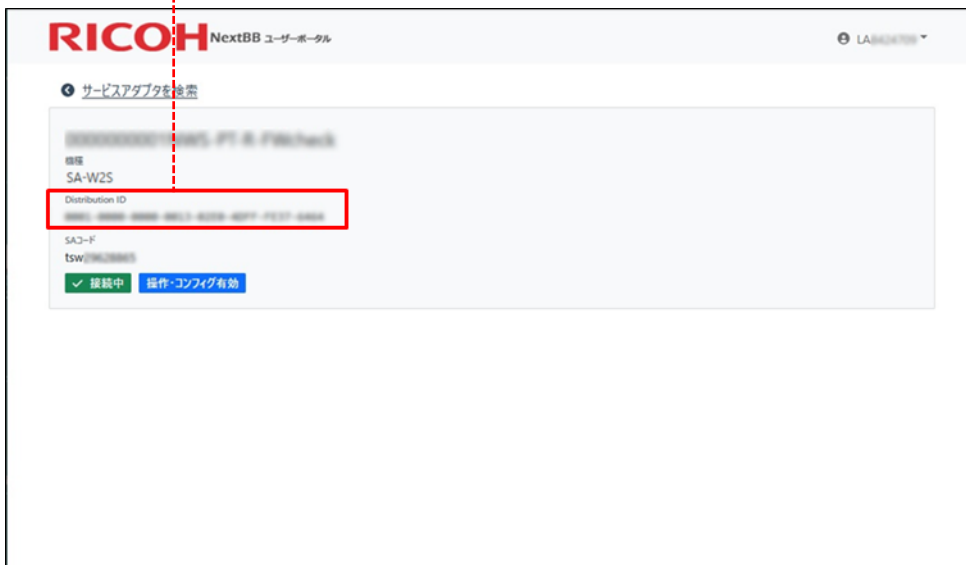 RICOH NextBB ユーザーポータル LA
サービスアダプタを検索
機種
SA-W2S
Distribution ID
SAコード
tsw
接続中 操作・コンフィグ有効